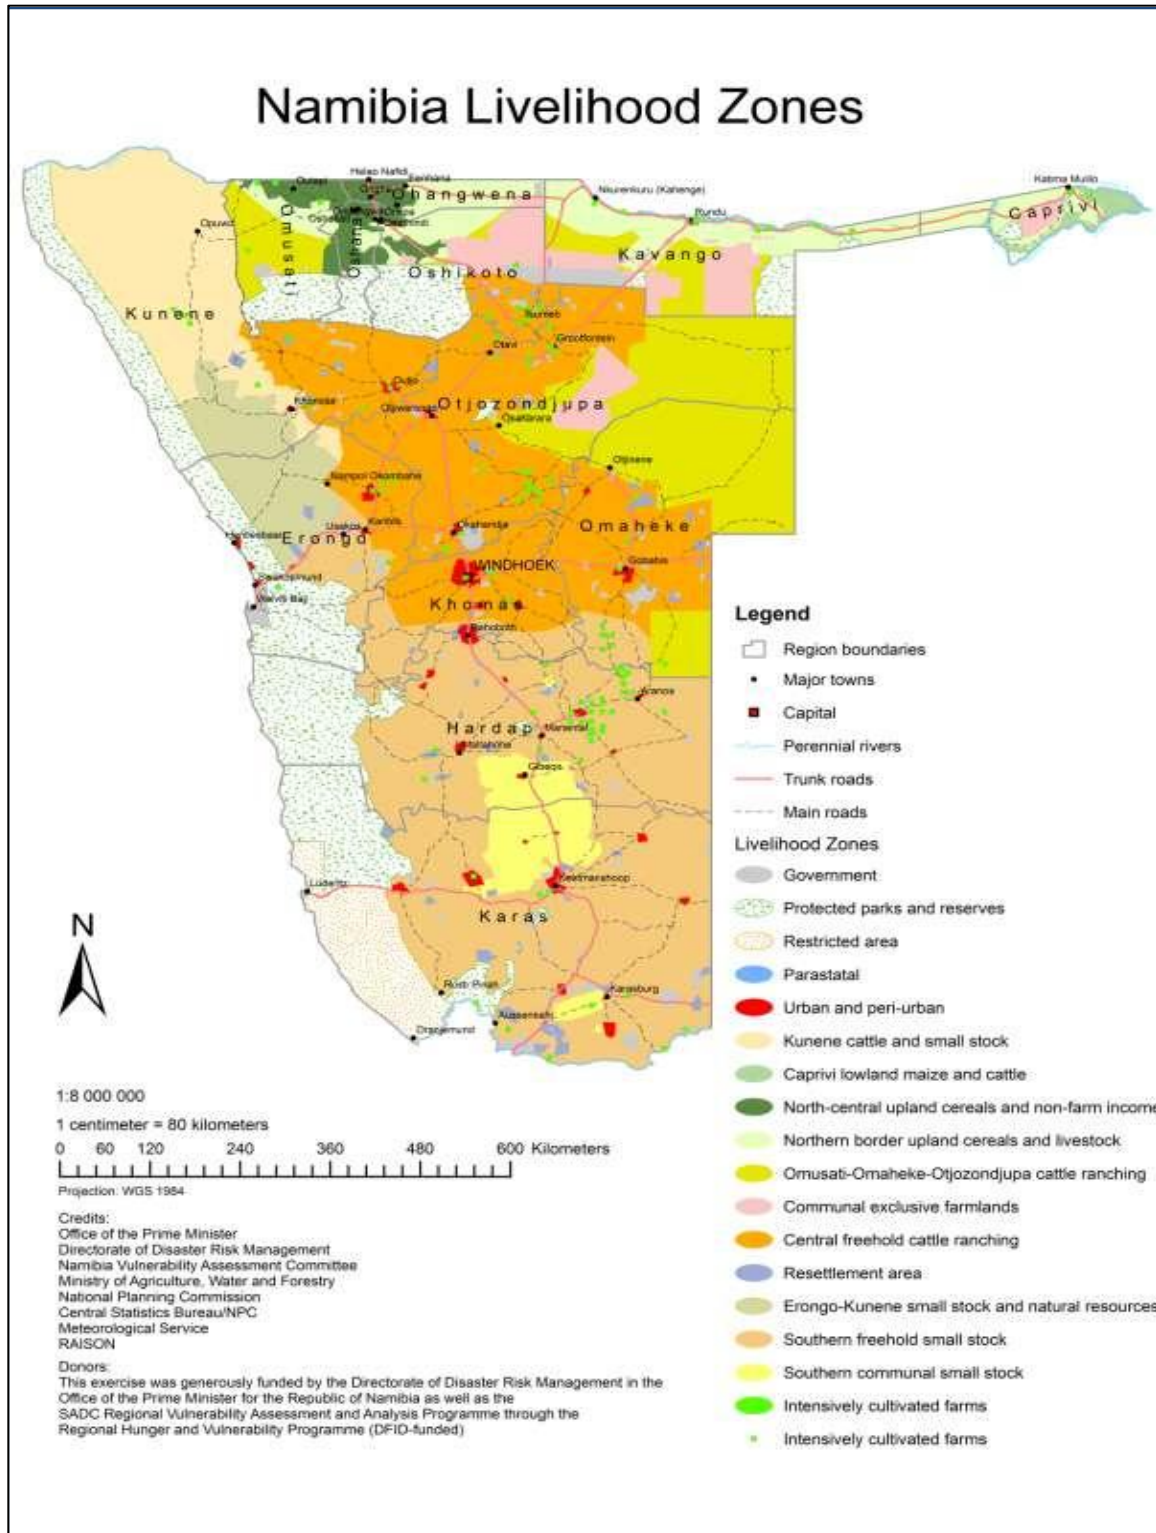 Namibia Livelihood Zones
Helao Nafidi
Eenhana
Outapi
Ohangwena
Nkurenkuru (Kahenge)
Katima Mulilo
Caprivi
Opuwo
Omusati
Oshana
Rundu
Kavango
Oshikoto
Kunene
Tsumeb
Grootfontein
Otavi
Outjo
Khorixas
Otjiwarongo
Otjozondjupa
Okakarara
Otjinene
Okombahe
Omaheke
Usakos
Karibib
Okahandja
Erongo
Hentiesbaai
WINDHOEK
Gobabis
Swakopmund
Walvis Bay
Khomas
Rehoboth
Aranos
Hardap
Mariental
Maltahohe
Gibeon
Keetmanshoop
Luderitz
Karas
Rosh Pinah
Karasburg
Aussenkehr
Oranjemund
N
Legend
Region boundaries
Major towns
Capital
Perennial rivers
Trunk roads
Main roads
Livelihood Zones
Government
Protected parks and reserves
Restricted area
Parastatal
Urban and peri-urban
Kunene cattle and small stock
Caprivi lowland maize and cattle
North-central upland cereals and non-farm income
Northern border upland cereals and livestock
Omusati-Omaheke-Otjozondjupa cattle ranching
Communal exclusive farmlands
Central freehold cattle ranching
Resettlement area
Erongo-Kunene small stock and natural resources
Southern freehold small stock
Southern communal small stock
Intensively cultivated farms
Intensively cultivated farms
1:8 000 000
1 centimeter = 80 kilometers
0 60 120 240 360 480 600 Kilometers
Projection: WGS 1984
Credits:
Office of the Prime Minister
Directorate of Disaster Risk Management
Namibia Vulnerability Assessment Committee
Ministry of Agriculture, Water and Forestry
National Planning Commission
Central Statistics Bureau/NPC
Meteorological Service
RAISON
Donors:
This exercise was generously funded by the Directorate of Disaster Risk Management in the
Office of the Prime Minister for the Republic of Namibia as well as the
SADC Regional Vulnerability Assessment and Analysis Programme through the
Regional Hunger and Vulnerability Programme (DFID-funded)